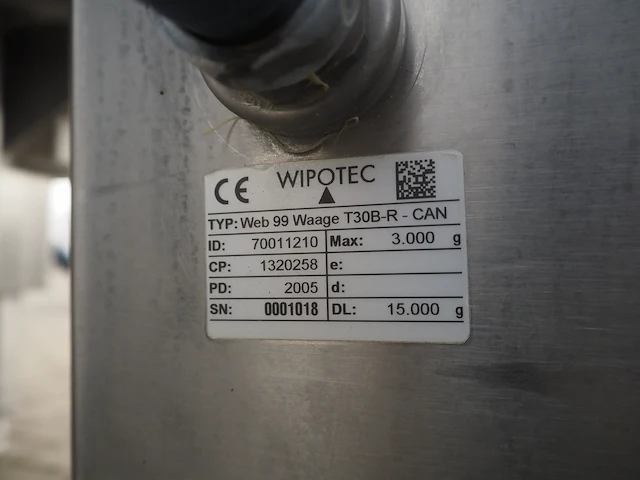 CE WIPOTEC
TYP: Web 99 Waage T30B-R - CAN
ID: 70011210 Max: 3.000 g
CP: 1320258 e:
PD: 2005 d:
SN: 0001018 DL: 15.000 g